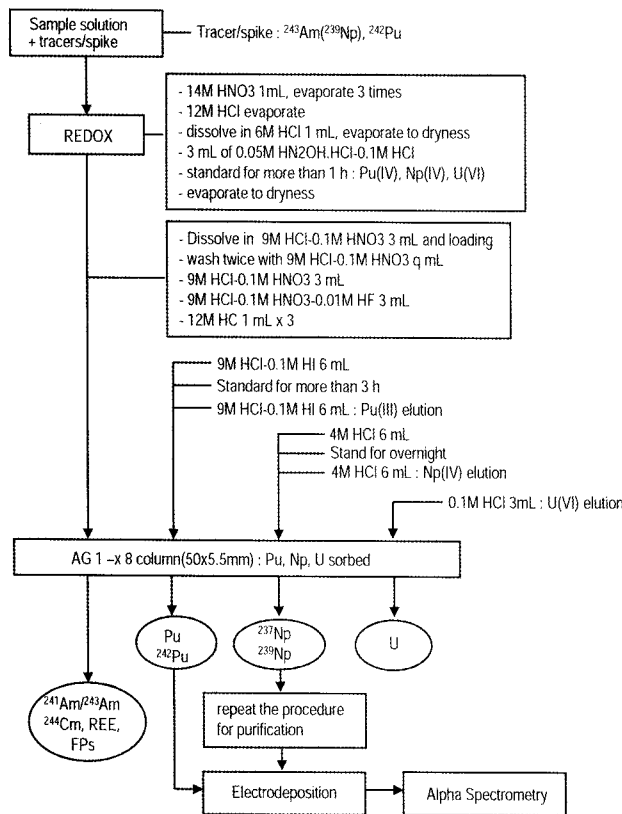 Sample solution
+ tracers/spike
Tracer/spike : ²⁴³Am(²³⁹Np), ²⁴²Pu
REDOX
- 14M HNO3 1mL, evaporate 3 times
- 12M HCl evaporate
- dissolve in 6M HCl 1 mL, evaporate to dryness
- 3 mL of 0.05M HN2OH.HCl-0.1M HCl
- standard for more than 1 h : Pu(IV), Np(IV), U(VI)
- evaporate to dryness
- Dissolve in 9M HCl-0.1M HNO3 3 mL and loading
- wash twice with 9M HCl-0.1M HNO3 q mL
- 9M HCl-0.1M HNO3 3 mL
- 9M HCl-0.1M HNO3-0.01M HF 3 mL
- 12M HC 1 mL x 3
9M HCl-0.1M HI 6 mL
Standard for more than 3 h
9M HCl-0.1M HI 6 mL : Pu(III) elution
4M HCl 6 mL
Stand for overnight
4M HCl 6 mL : Np(IV) elution
0.1M HCl 3mL : U(VI) elution
AG 1 –x 8 column(50x5.5mm) : Pu, Np, U sorbed
Pu
²⁴²Pu
²³⁷Np
²³⁹Np
U
²⁴¹Am/²⁴³Am
²⁴⁴Cm, REE,
FPs
repeat the procedure
for purification
Electrodeposition
Alpha Spectrometry